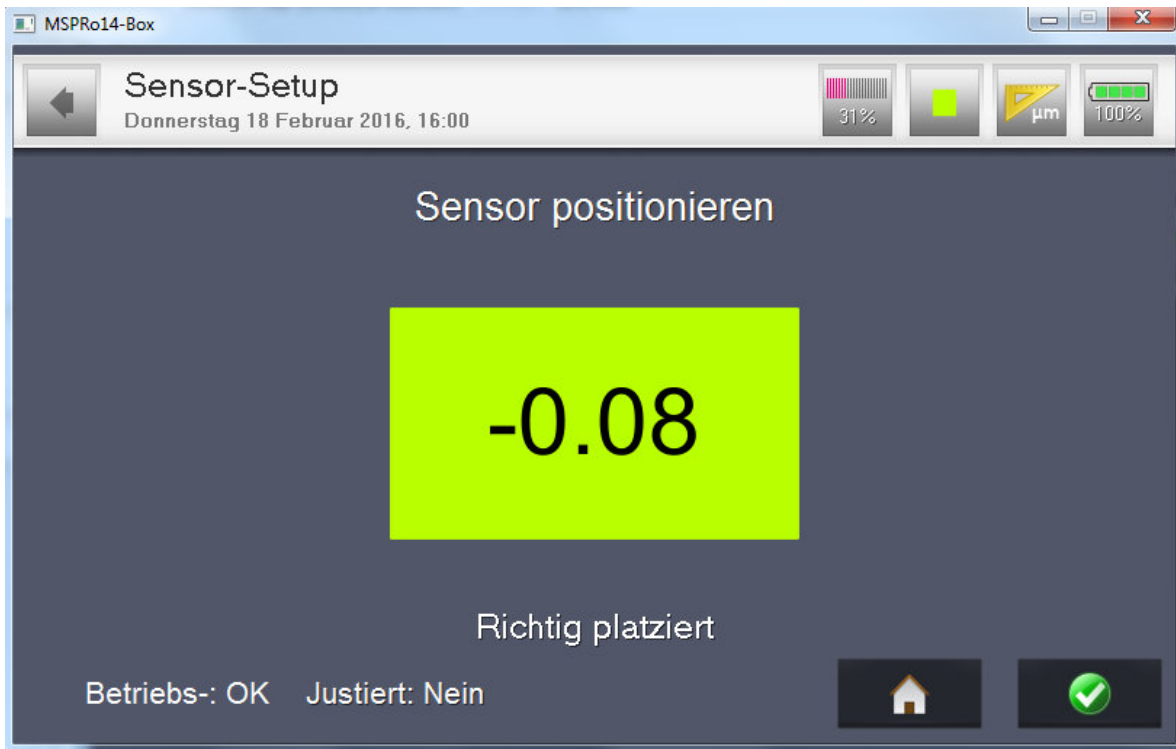 MSPRo14-Box
Sensor-Setup
Donnerstag 18 Februar 2016, 16:00
31%
µm
100%
Sensor positionieren
-0.08
Richtig platziert
Betriebs-: OK Justiert: Nein